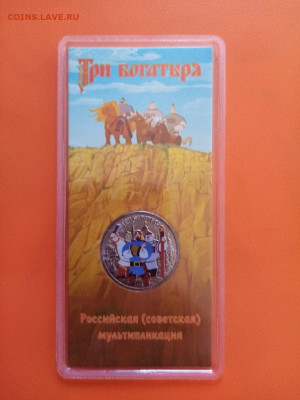 COINS.LAVE.RU
Три богатыря
Российская (советская)
мультипликация